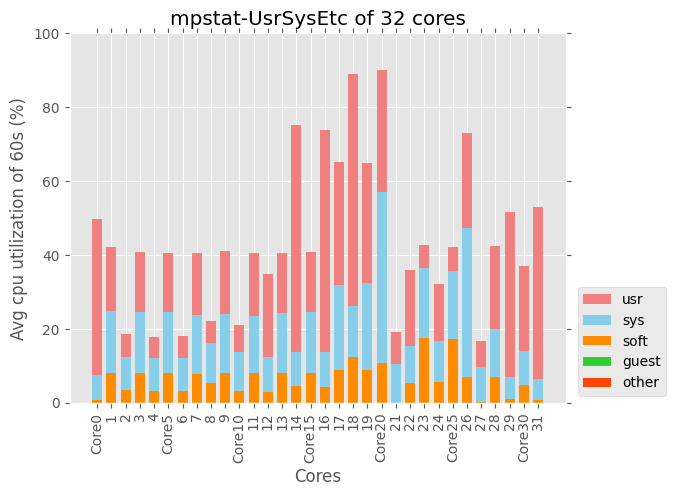 mpstat-UsrSysEtc of 32 cores
Avg cpu utilization of 60s (%)
100
80
60
40
20
0
Core0
1
2
3
4
Core5
6
7
8
9
Core10
11
12
13
14
Core15
16
17
18
19
Core20
21
22
23
24
Core25
26
27
28
29
Core30
31
Cores
usr
sys
soft
guest
other